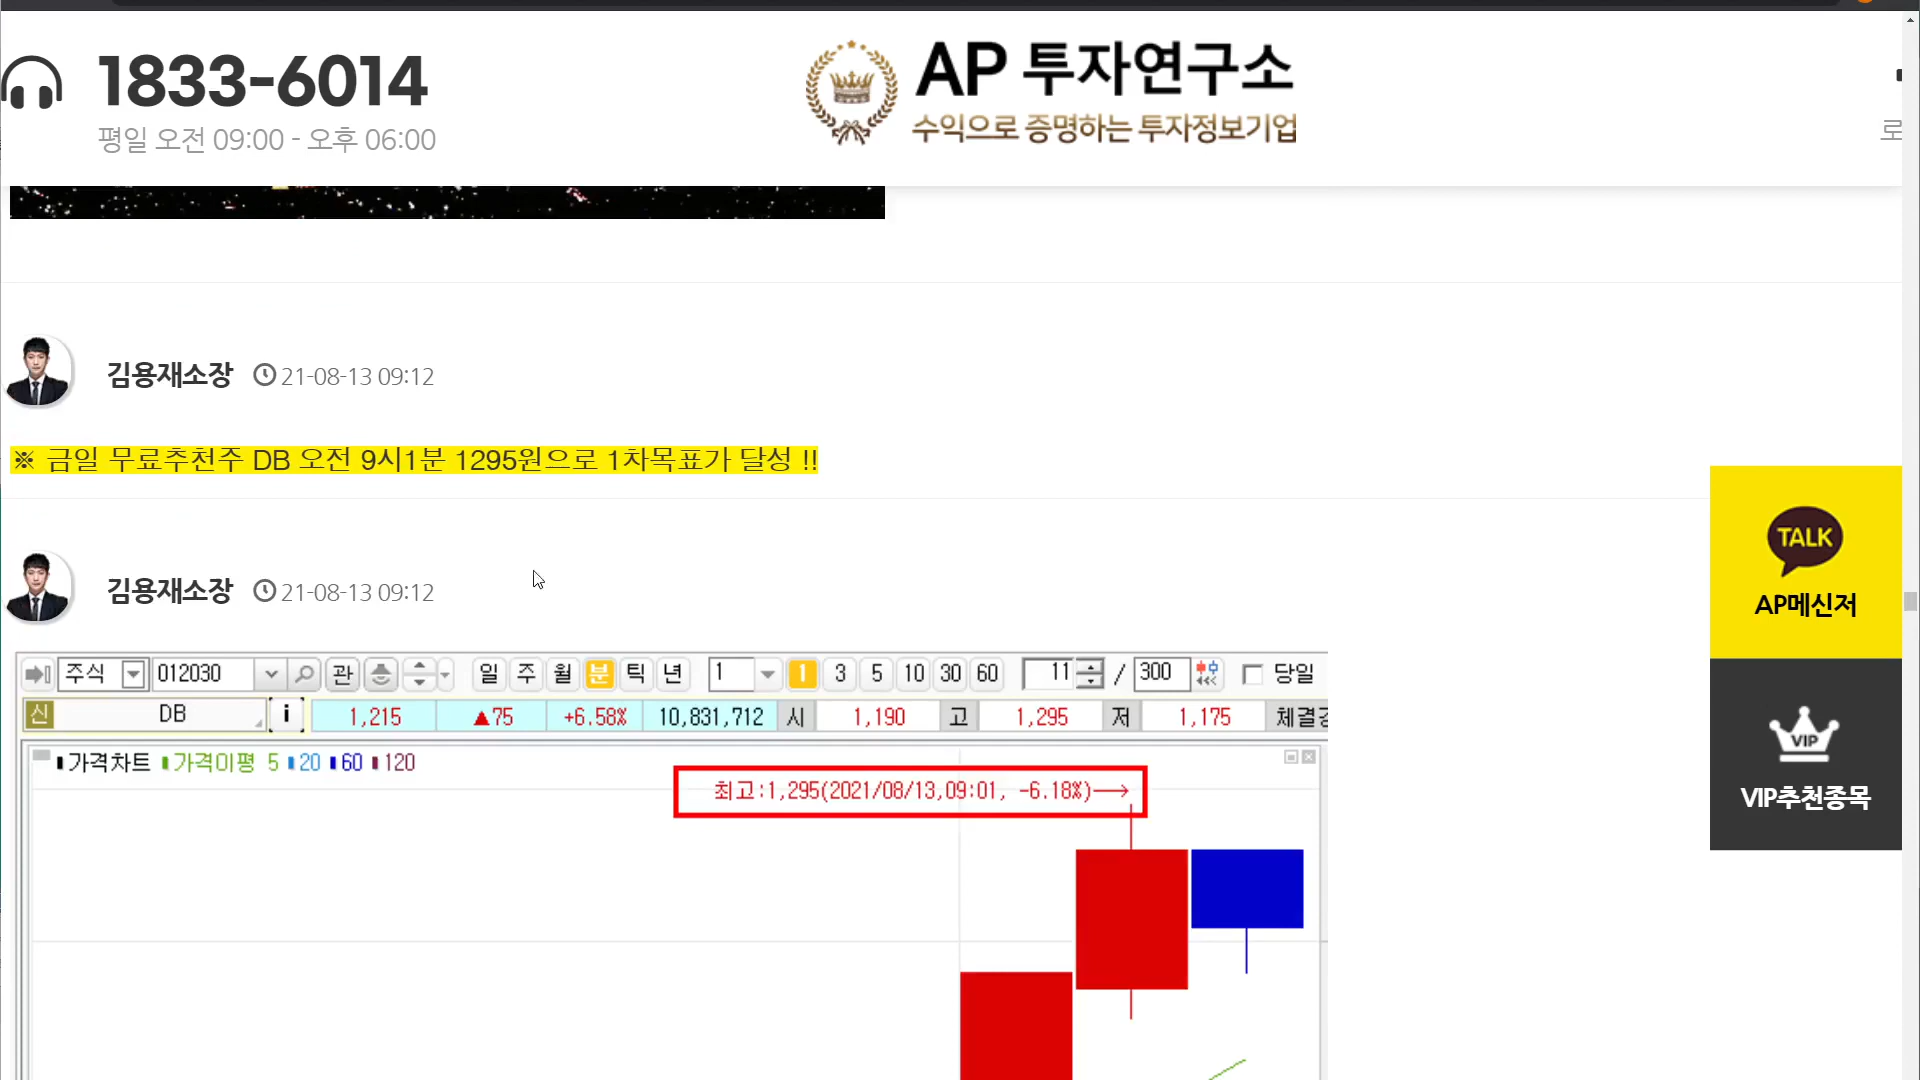 1833-6014
평일 오전 09:00 - 오후 06:00
AP 투자연구소
수익으로 증명하는 투자정보기업
로
김용재소장 21-08-13 09:12
※ 금일 무료추천주 DB 오전 9시1분 1295원으로 1차목표가 달성 !!
김용재소장 21-08-13 09:12
TALK
AP메신저
VIP
VIP추천종목
주식 012030 관 일 주 월 분 틱 년 1 1 3 5 10 30 60 11 / 300 당일
신 DB i 1,215 ▲75 +6.58% 10,831,712 시 1,190 고 1,295 저 1,175 체결강
가격차트 가격이평 5 20 60 120
최고:1,295(2021/08/13,09:01, -6.18%)→